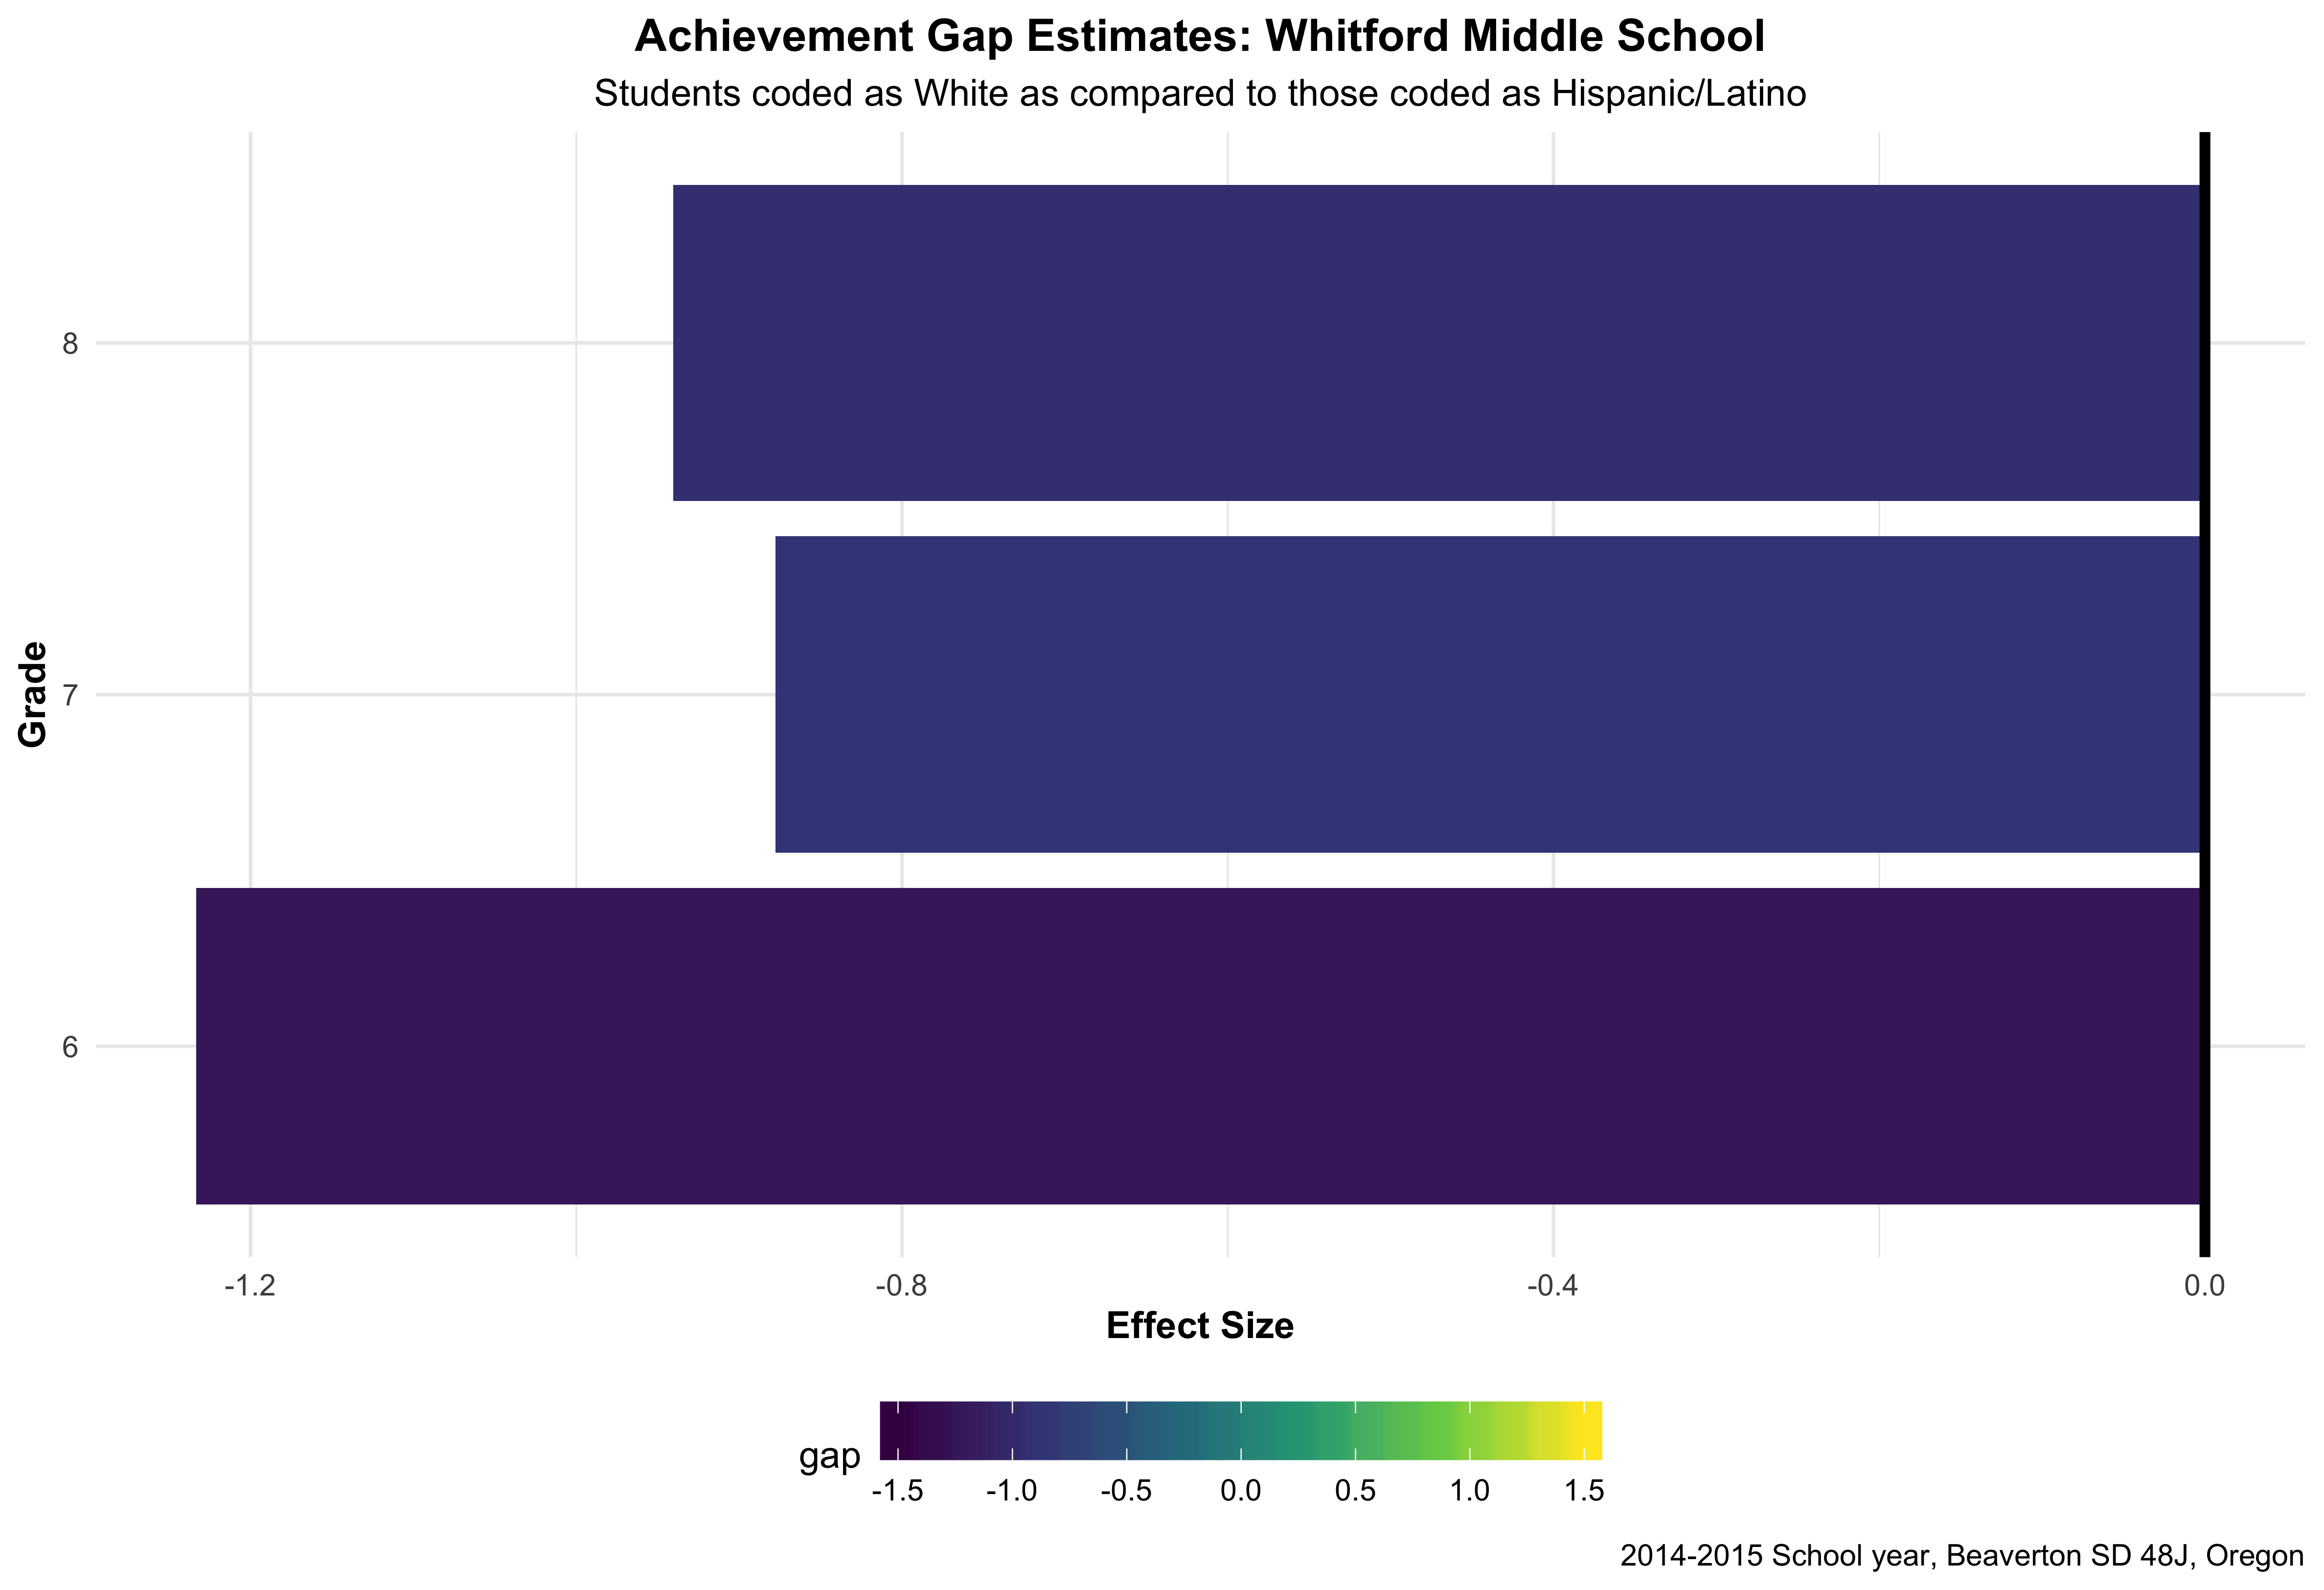 Achievement Gap Estimates: Whitford Middle School
Students coded as White as compared to those coded as Hispanic/Latino
Grade
8
7
6
-1.2 -0.8 -0.4 0.0
Effect Size
gap
-1.5 -1.0 -0.5 0.0 0.5 1.0 1.5
2014-2015 School year, Beaverton SD 48J, Oregon